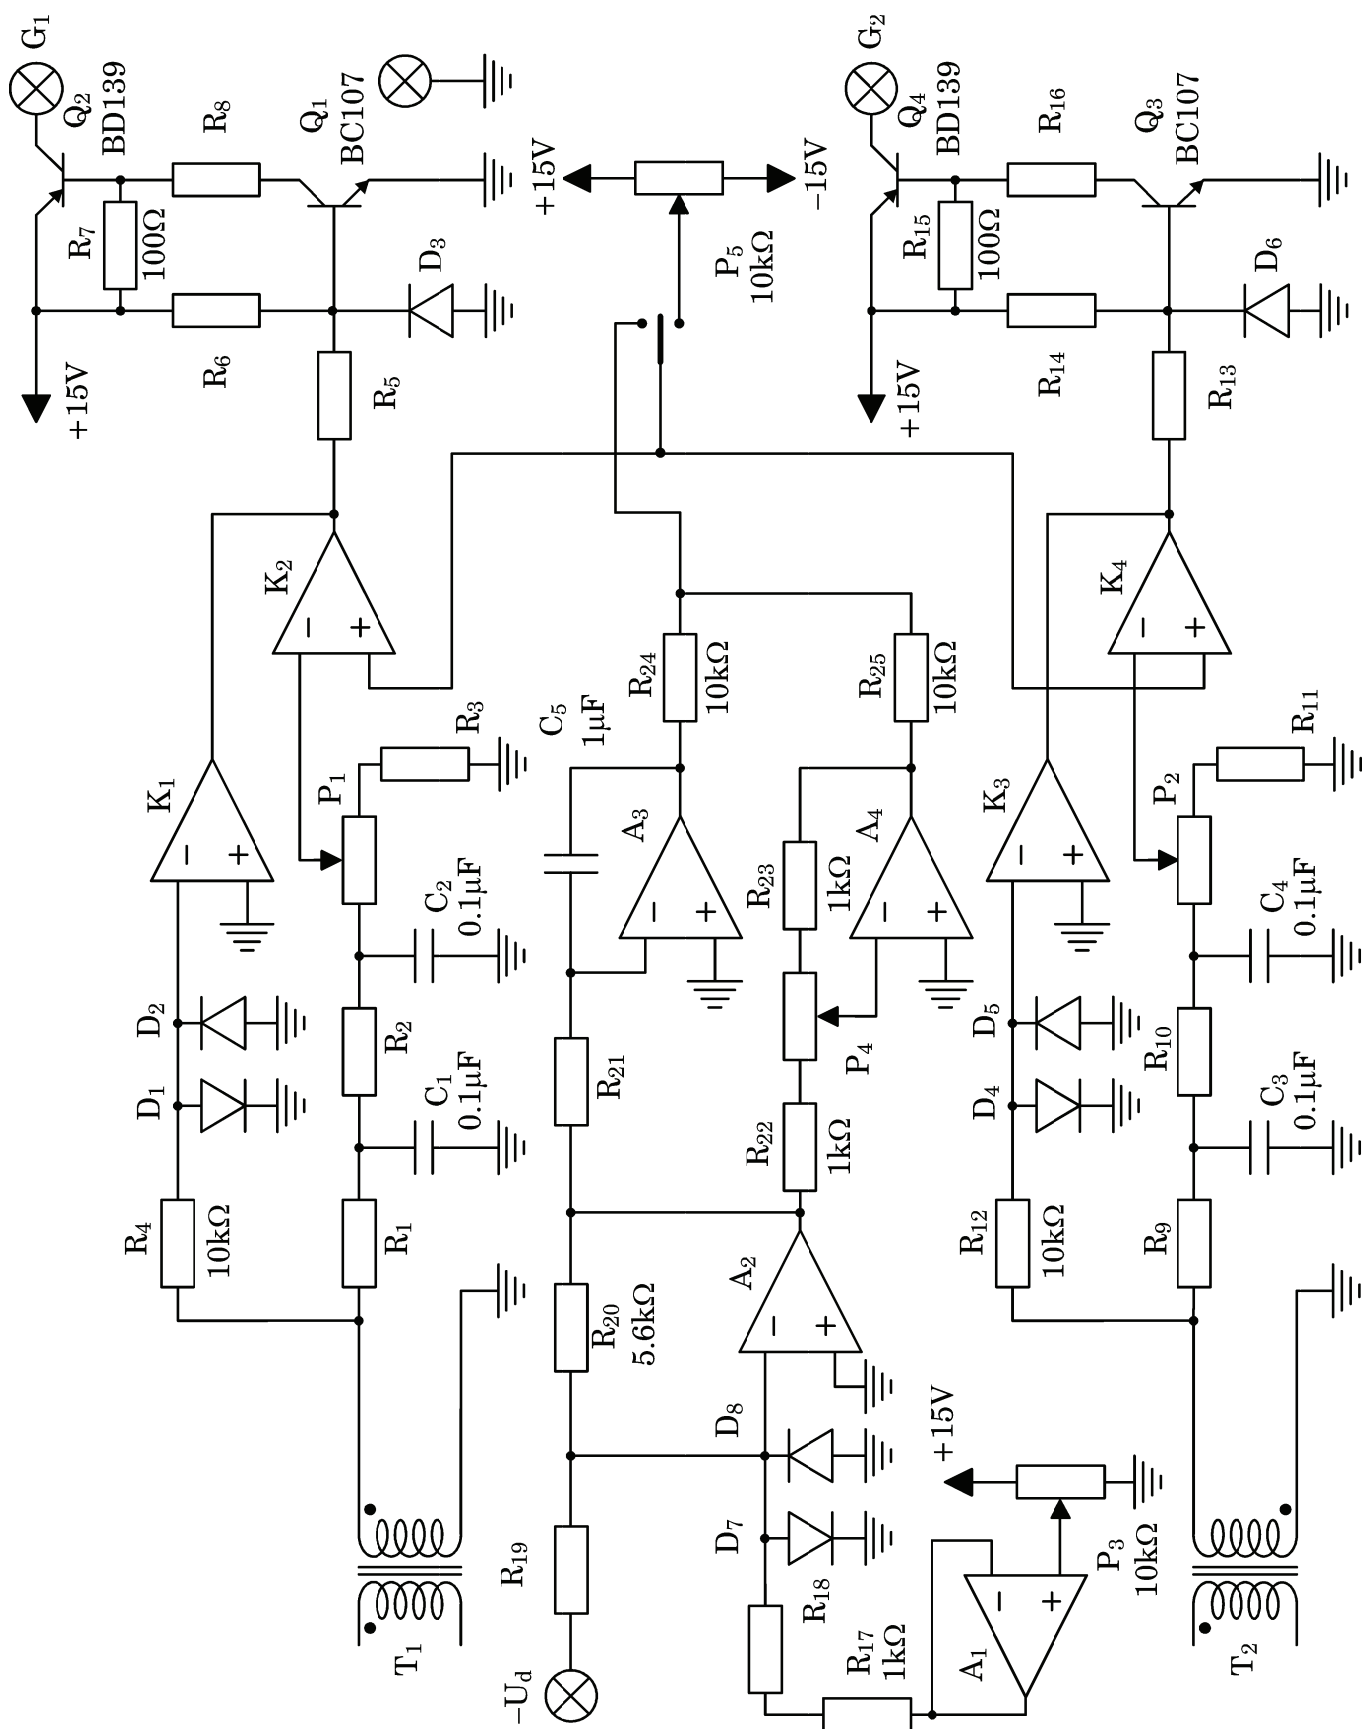 T₁
R₄
10kΩ
R₁
D₁
D₂
C₁
0.1µF
R₂
C₂
0.1µF
K₁
−
+
P₁
R₃
K₂
−
+
R₅
+15V
R₆
R₇
100Ω
D₃
Q₂
BD139
R₈
Q₁
BC107
G₁
−U_d
R₁₉
R₂₀
5.6kΩ
R₂₁
C₅
1µF
A₃
−
+
R₂₄
10kΩ
R₁₇
1kΩ
R₁₈
D₇
D₈
A₂
−
+
R₂₂
1kΩ
P₄
R₂₃
1kΩ
A₄
−
+
R₂₅
10kΩ
P₅
10kΩ
+15V
−15V
A₁
−
+
P₃
10kΩ
+15V
T₂
R₁₂
10kΩ
R₉
D₄
D₅
C₃
0.1µF
R₁₀
C₄
0.1µF
K₃
−
+
P₂
R₁₁
K₄
−
+
R₁₃
+15V
R₁₄
R₁₅
100Ω
D₆
Q₄
BD139
R₁₆
Q₃
BC107
G₂